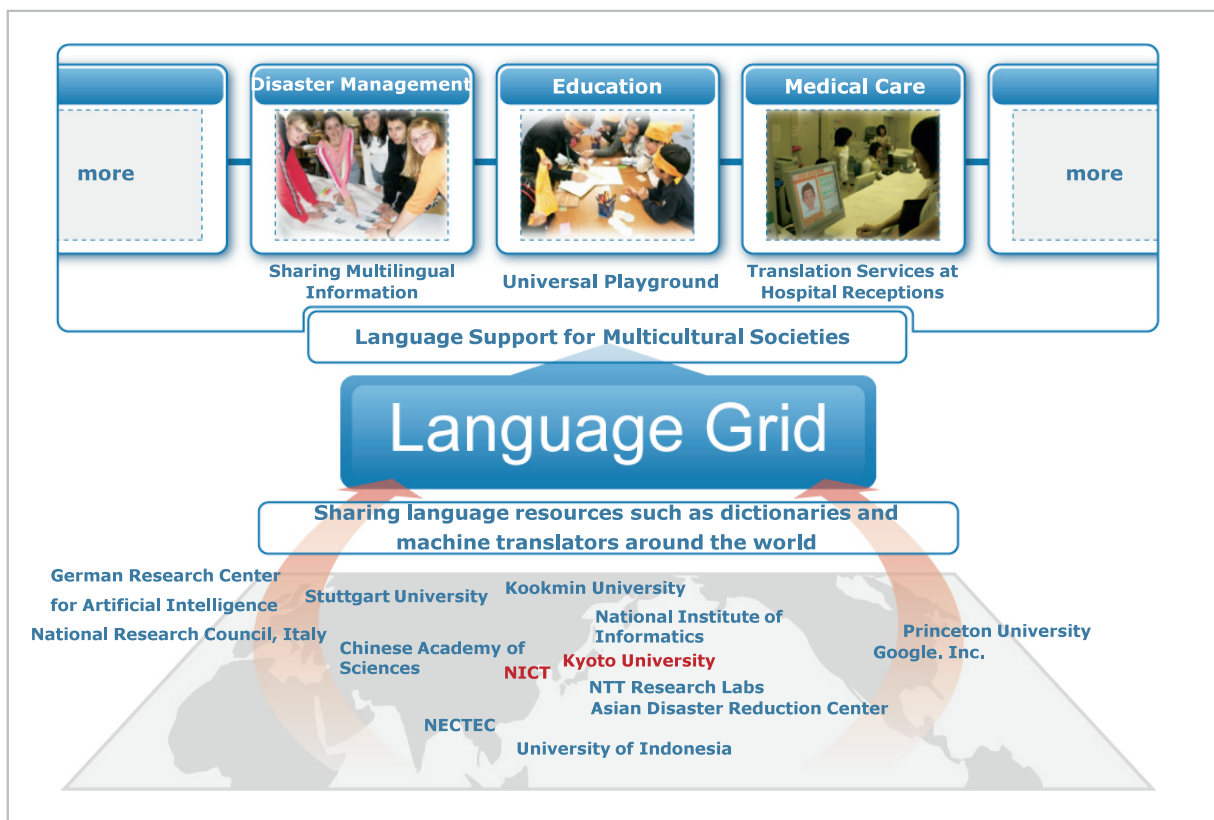 Disaster Management
Education
Medical Care
more
more
Sharing Multilingual
Information
Universal Playground
Translation Services at
Hospital Receptions
Language Support for Multicultural Societies
Language Grid
Sharing language resources such as dictionaries and
machine translators around the world
German Research Center
for Artificial Intelligence
National Research Council, Italy
Stuttgart University
Kookmin University
Chinese Academy of
Sciences
National Institute of
Informatics
NICT
Kyoto University
NTT Research Labs
Asian Disaster Reduction Center
NECTEC
University of Indonesia
Princeton University
Google. Inc.